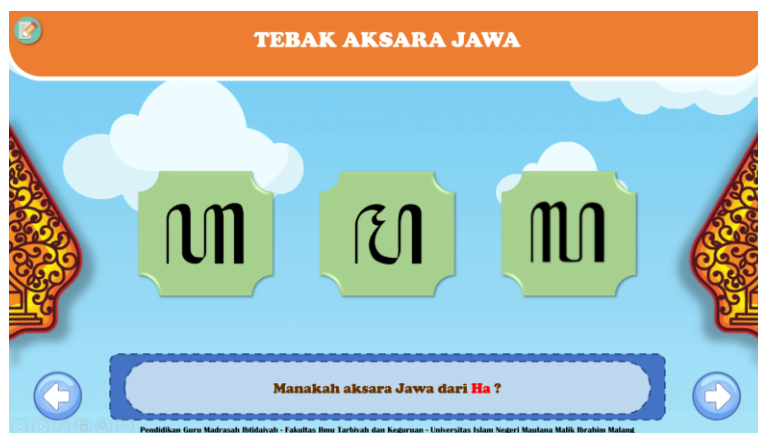 TEBAK AKSARA JAWA
ꦲ ꦭ ꦱ
Manakah aksara Jawa dari Ha ?
Pendidikan Guru Madrasah Ibtidaiyah - Fakultas Ilmu Tarbiyah dan Keguruan - Universitas Islam Negeri Maulana Malik Ibrahim Malang